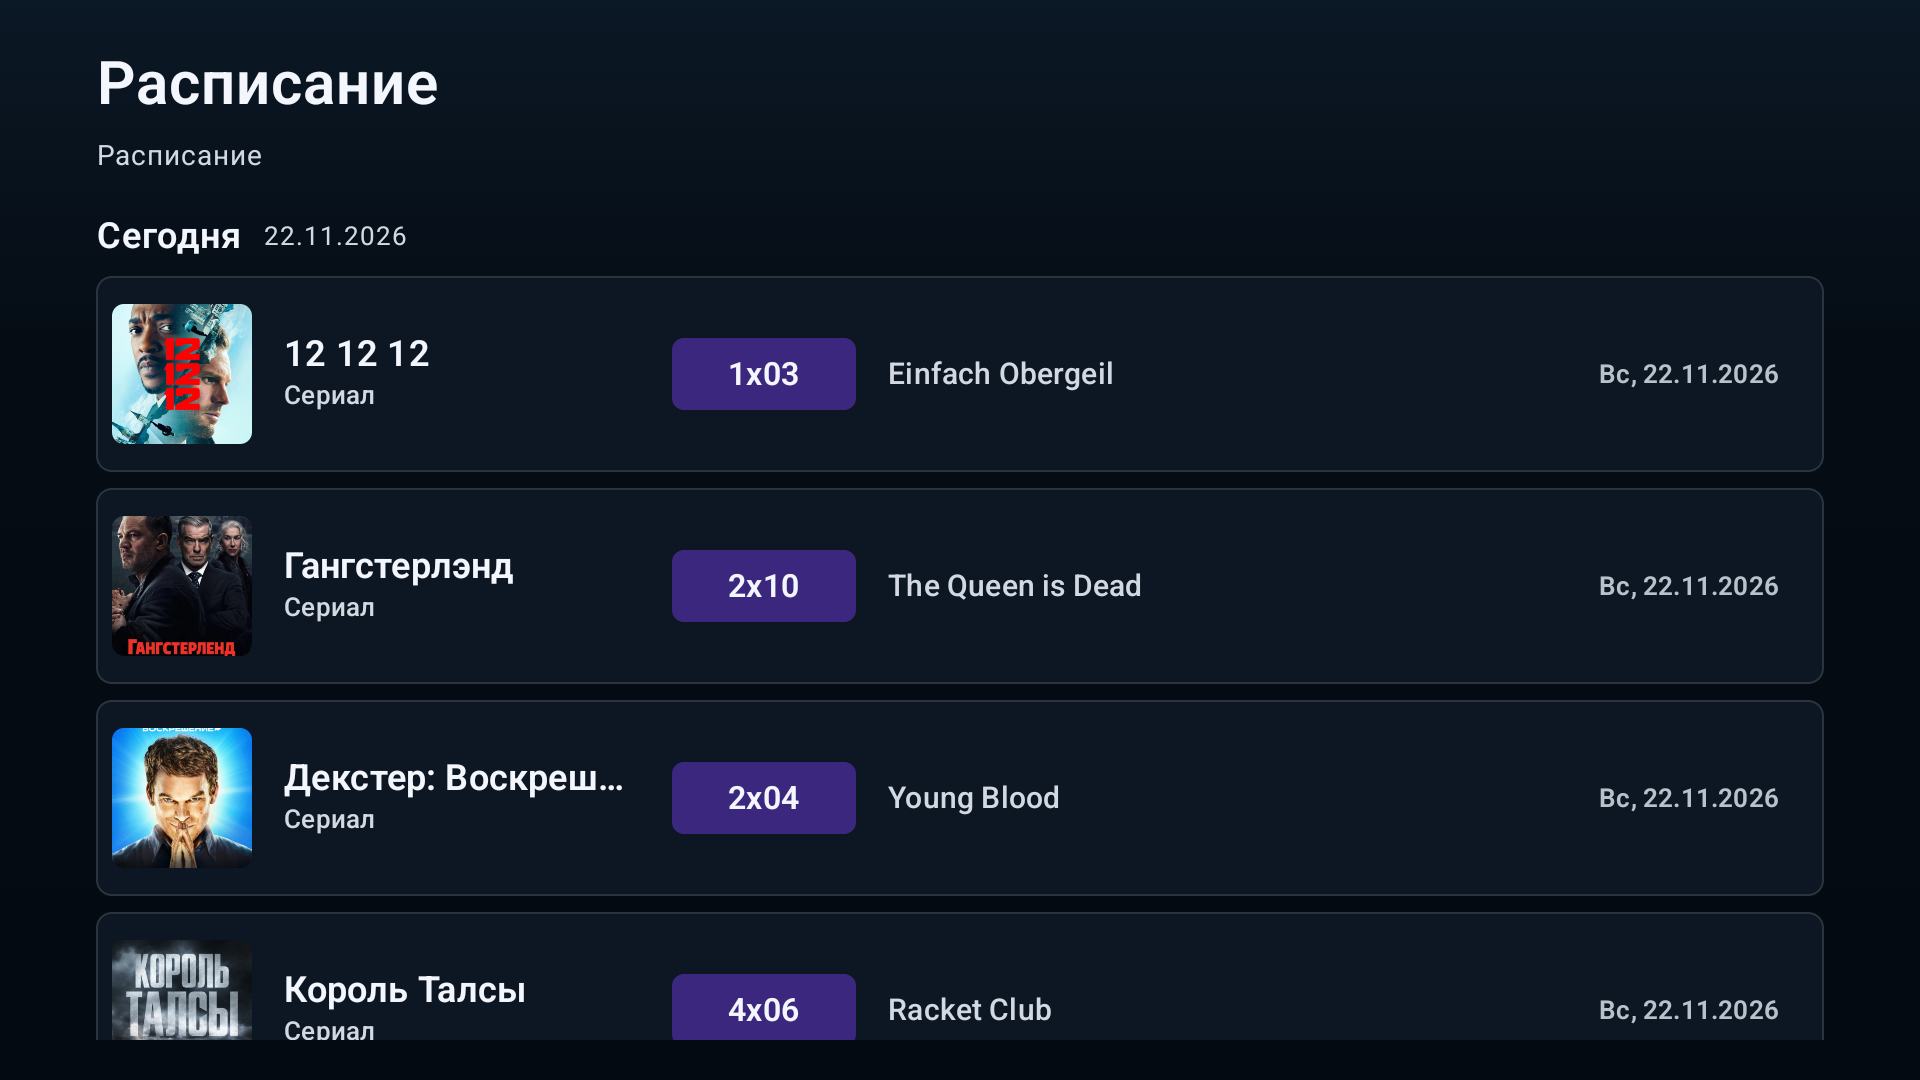 Расписание
Расписание
Сегодня 22.11.2026
12
12
12
12 12 12
Сериал
1x03
Einfach Obergeil
Вс, 22.11.2026
ГАНГСТЕРЛЕНД
Гангстерлэнд
Сериал
2x10
The Queen is Dead
Вс, 22.11.2026
ВОСКРЕШЕНИЕ
Декстер: Воскреш...
Сериал
2x04
Young Blood
Вс, 22.11.2026
КОРОЛЬ
ТАЛСЫ
Король Талсы
Сериал
4x06
Racket Club
Вс, 22.11.2026